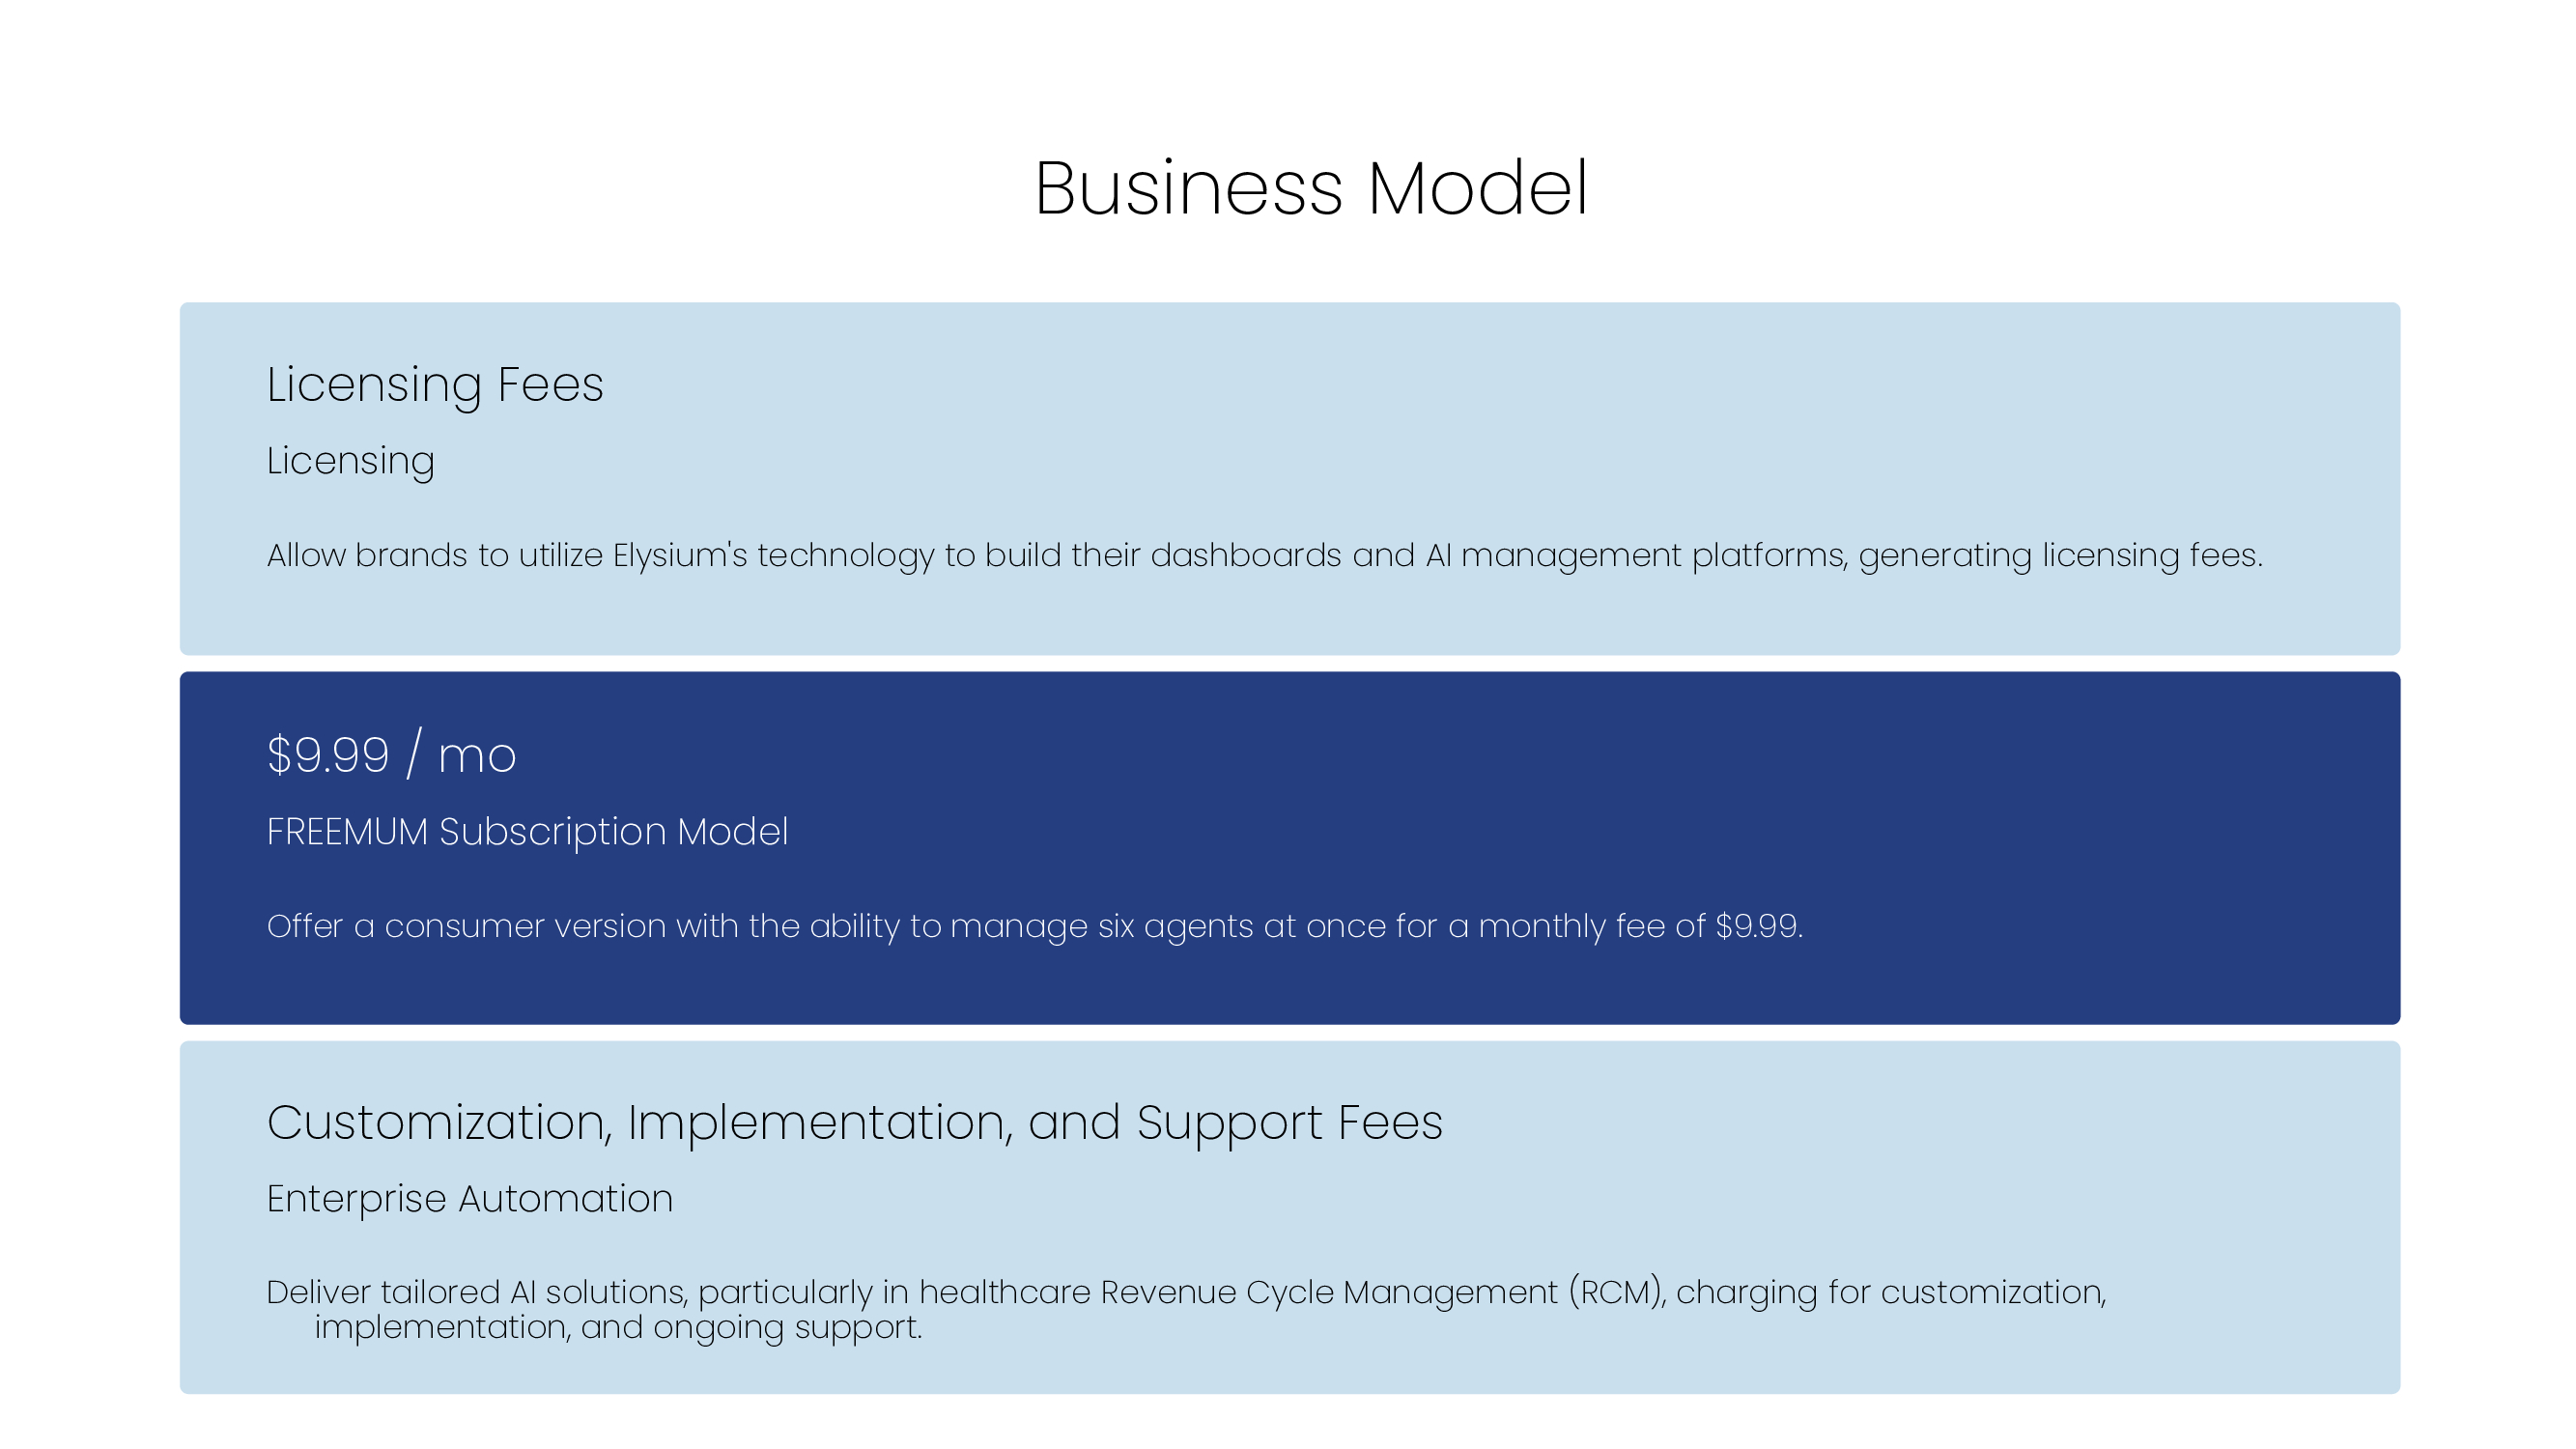 Business Model
Licensing Fees
Licensing
Allow brands to utilize Elysium's technology to build their dashboards and AI management platforms, generating licensing fees.
$9.99 / mo
FREEMUM Subscription Model
Offer a consumer version with the ability to manage six agents at once for a monthly fee of $9.99.
Customization, Implementation, and Support Fees
Enterprise Automation
Deliver tailored AI solutions, particularly in healthcare Revenue Cycle Management (RCM), charging for customization,
implementation, and ongoing support.